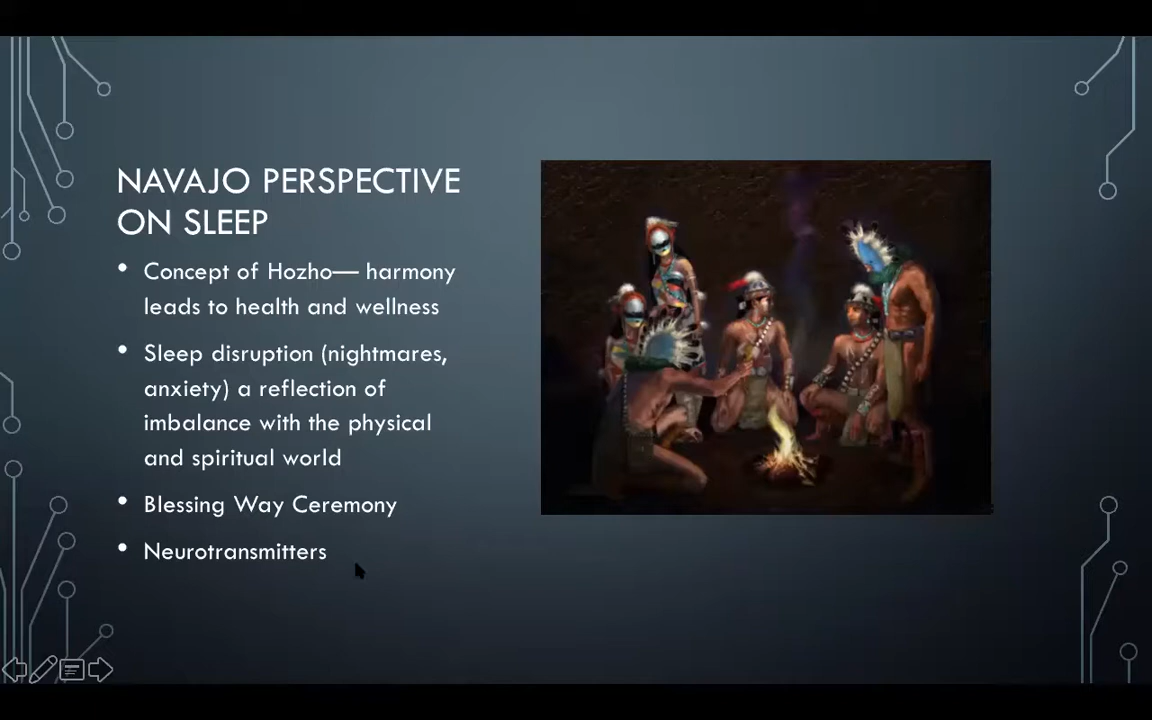 NAVAJO PERSPECTIVE
ON SLEEP
• Concept of Hozho— harmony
leads to health and wellness
• Sleep disruption (nightmares,
anxiety) a reflection of
imbalance with the physical
and spiritual world
• Blessing Way Ceremony
• Neurotransmitters